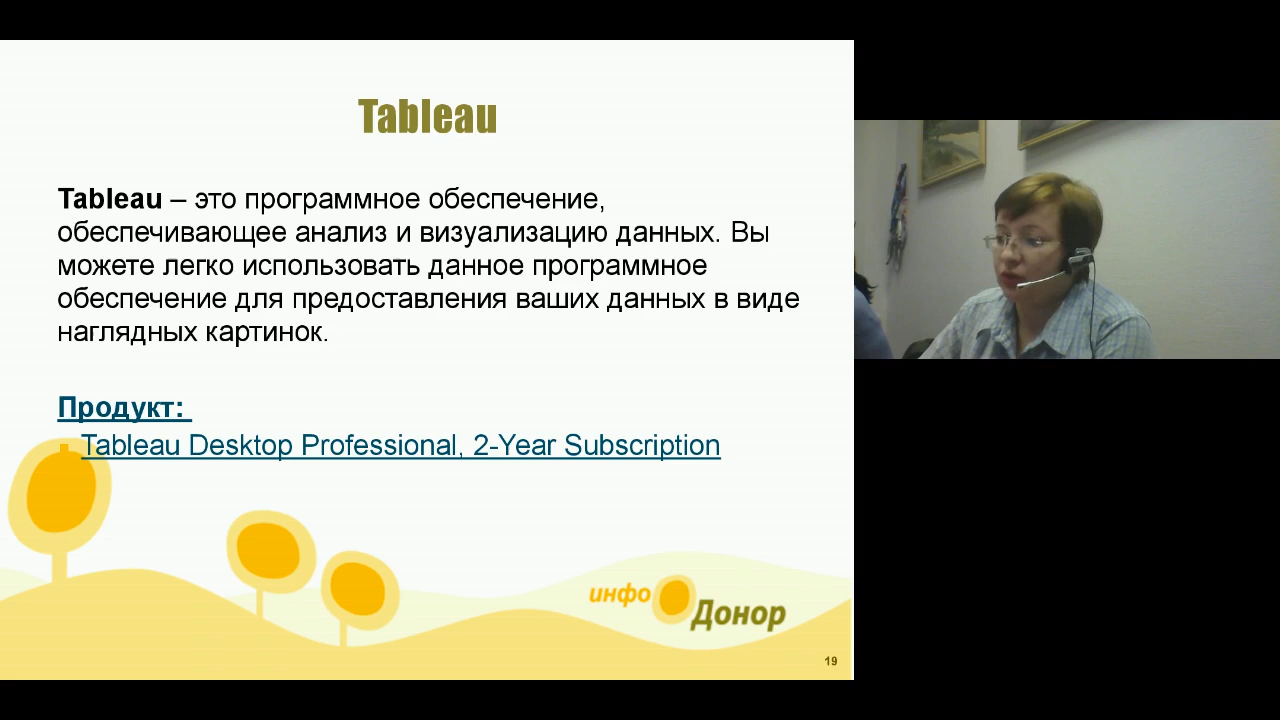 Tableau
Tableau – это программное обеспечение,
обеспечивающее анализ и визуализацию данных. Вы
можете легко использовать данное программное
обеспечение для предоставления ваших данных в виде
наглядных картинок.
Продукт:
Tableau Desktop Professional, 2-Year Subscription
инфо
Донор
19